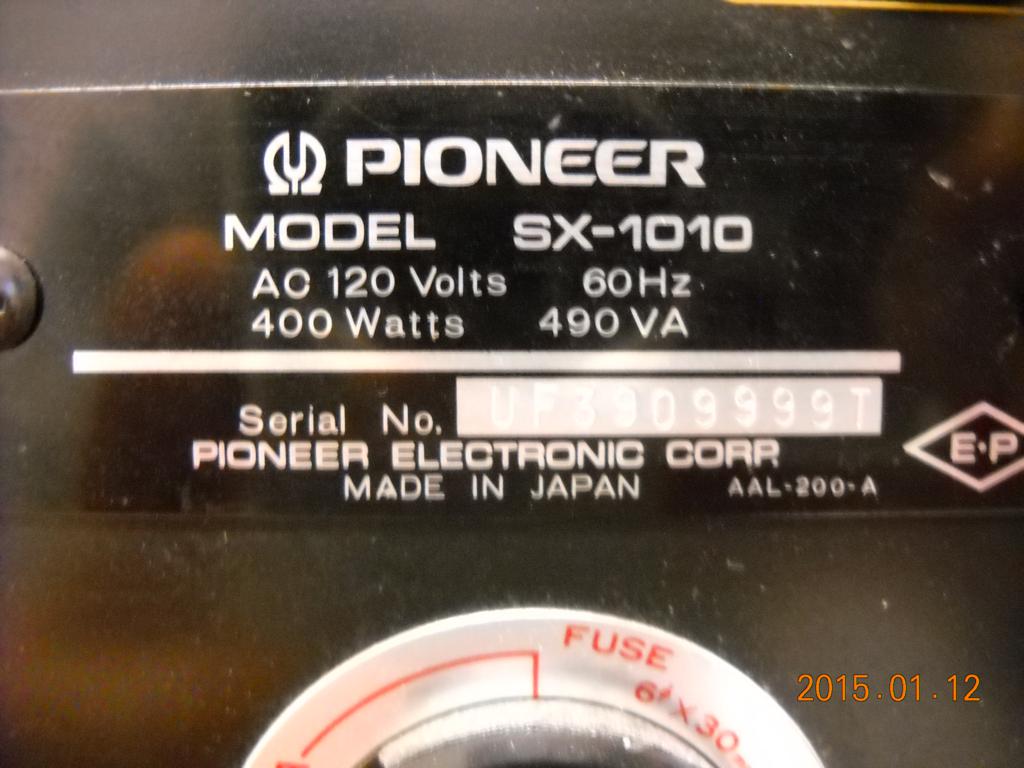 PIONEER
MODEL SX-1010
AC 120 Volts 60Hz
400 Watts 490 VA
Serial No. UF3909999T
PIONEER ELECTRONIC CORP.
MADE IN JAPAN AAL-200-A
E·P
FUSE
2015.01.12